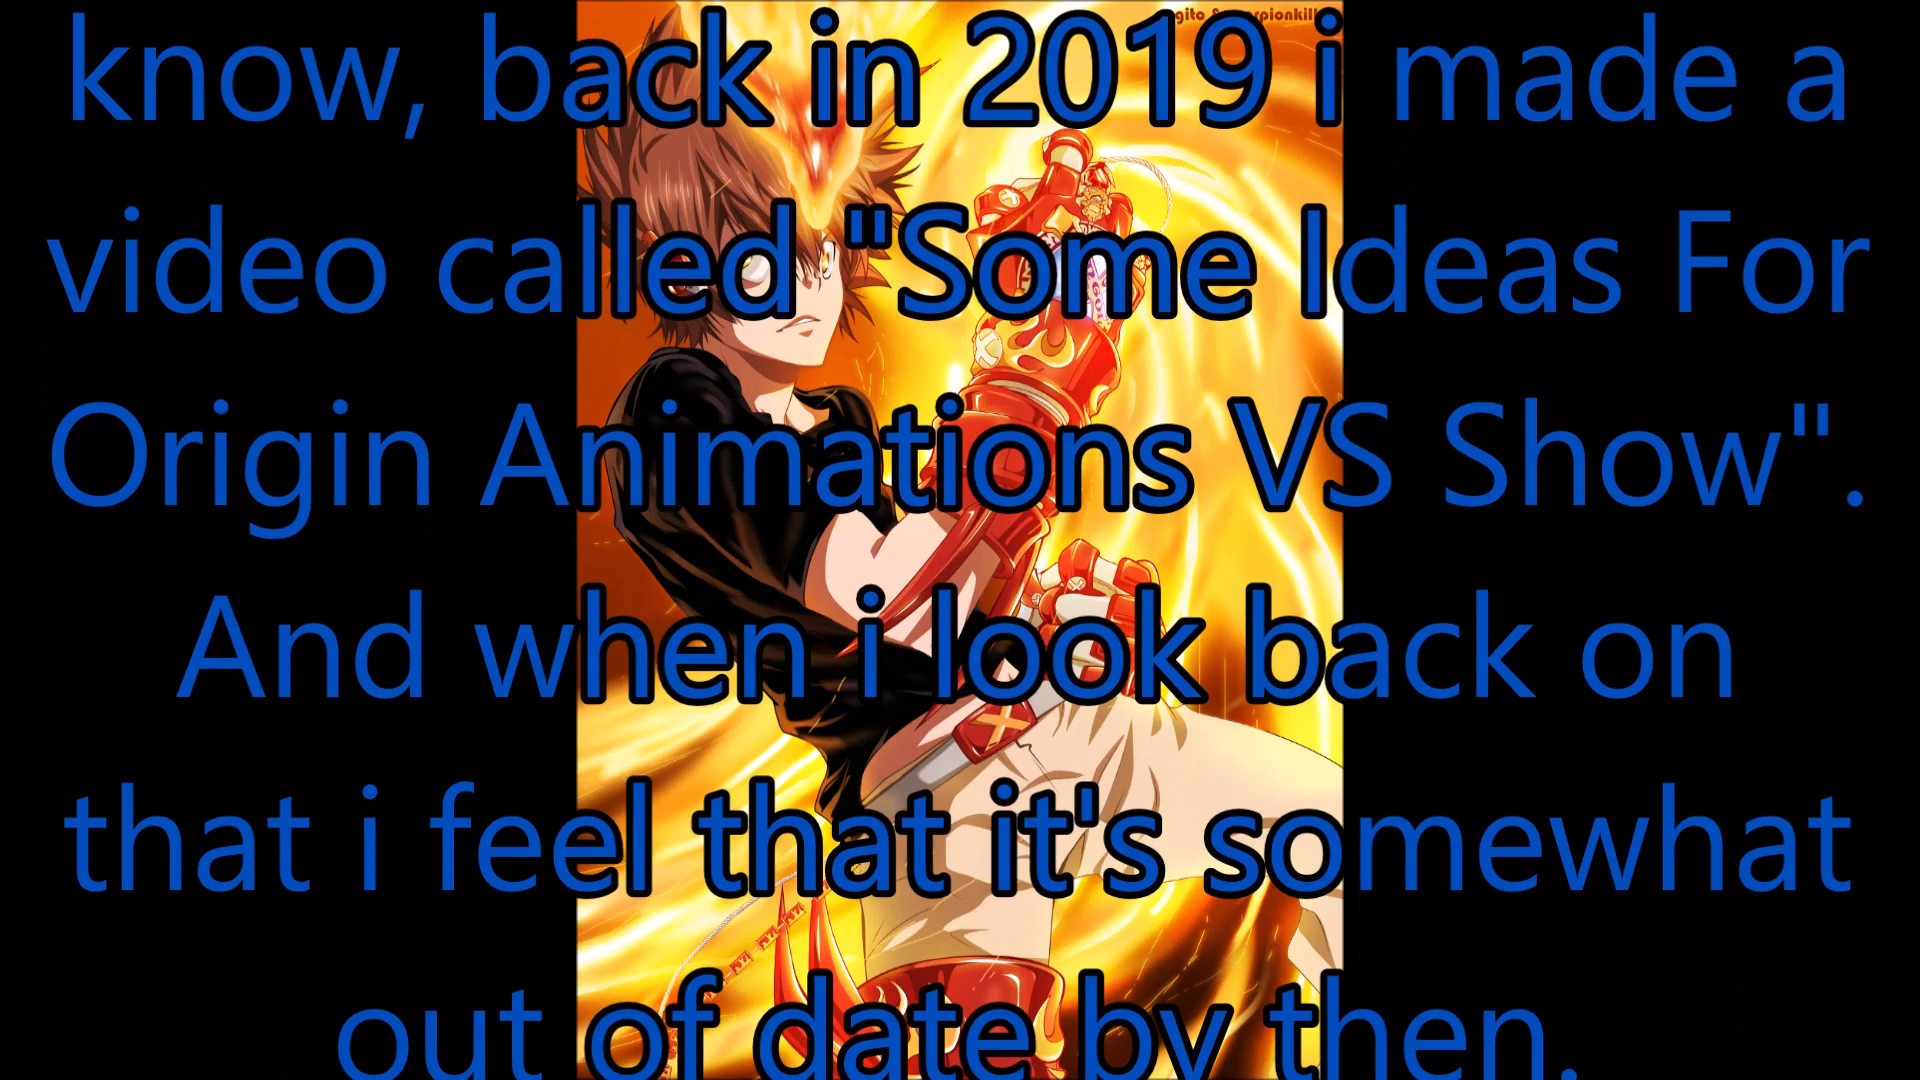 know, back in 2019 i made a
video called "Some Ideas For
Origin Animations VS Show".
And when i look back on
that i feel that it's somewhat
out of date by then.